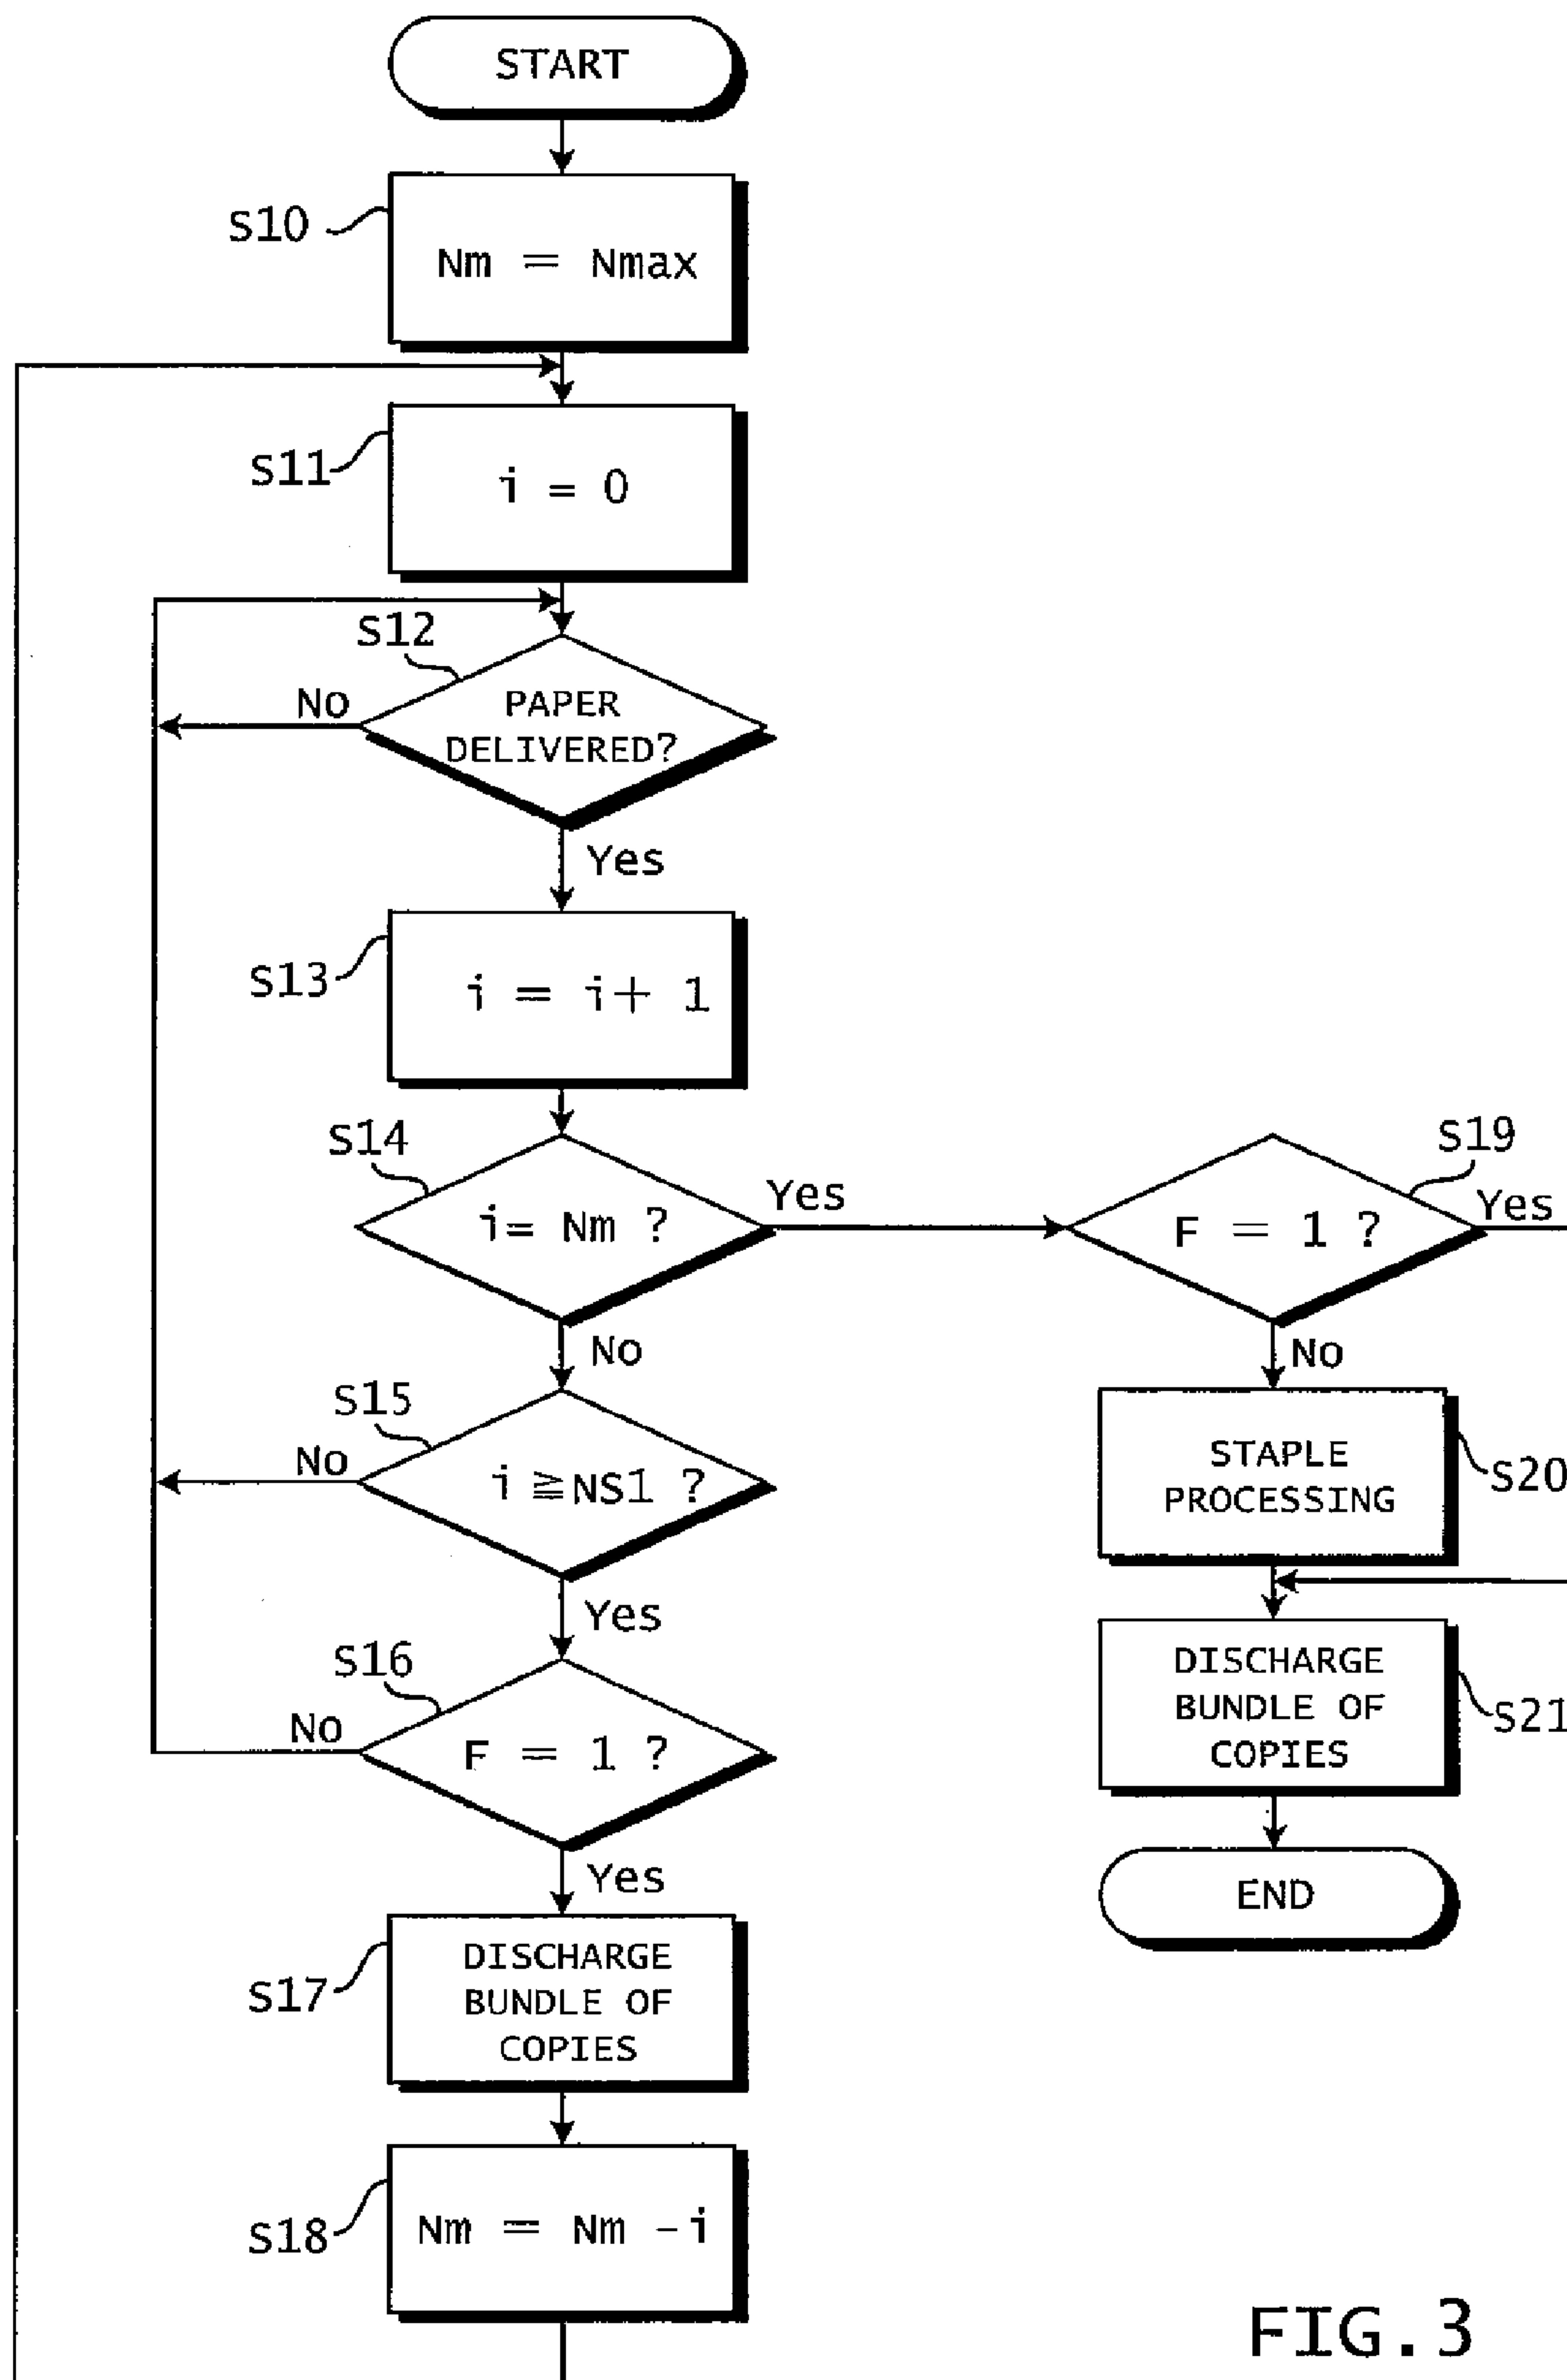 START
S10
Nm = Nmax
S11
i = 0
S12
PAPER
DELIVERED?
No
Yes
S13
i = i+ 1
S14
i= Nm ?
Yes
No
S15
i ≧NS1 ?
No
Yes
S16
F = 1 ?
No
Yes
S17
DISCHARGE
BUNDLE OF
COPIES
S18
Nm = Nm -i
S19
F = 1 ?
Yes
No
STAPLE
PROCESSING
S20
DISCHARGE
BUNDLE OF
COPIES
S21
END
FIG.3